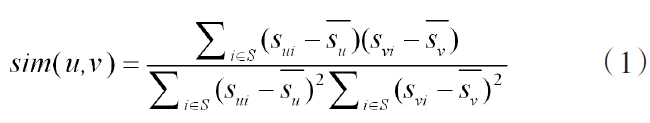 sim(u,v) = \frac{\sum_{i \in S} (s_{ui} - \overline{s_u})(s_{vi} - \overline{s_v})}{\sum_{i \in S} (s_{ui} - \overline{s_u})^2 \sum_{i \in S} (s_{vi} - \overline{s_v})^2} (1)